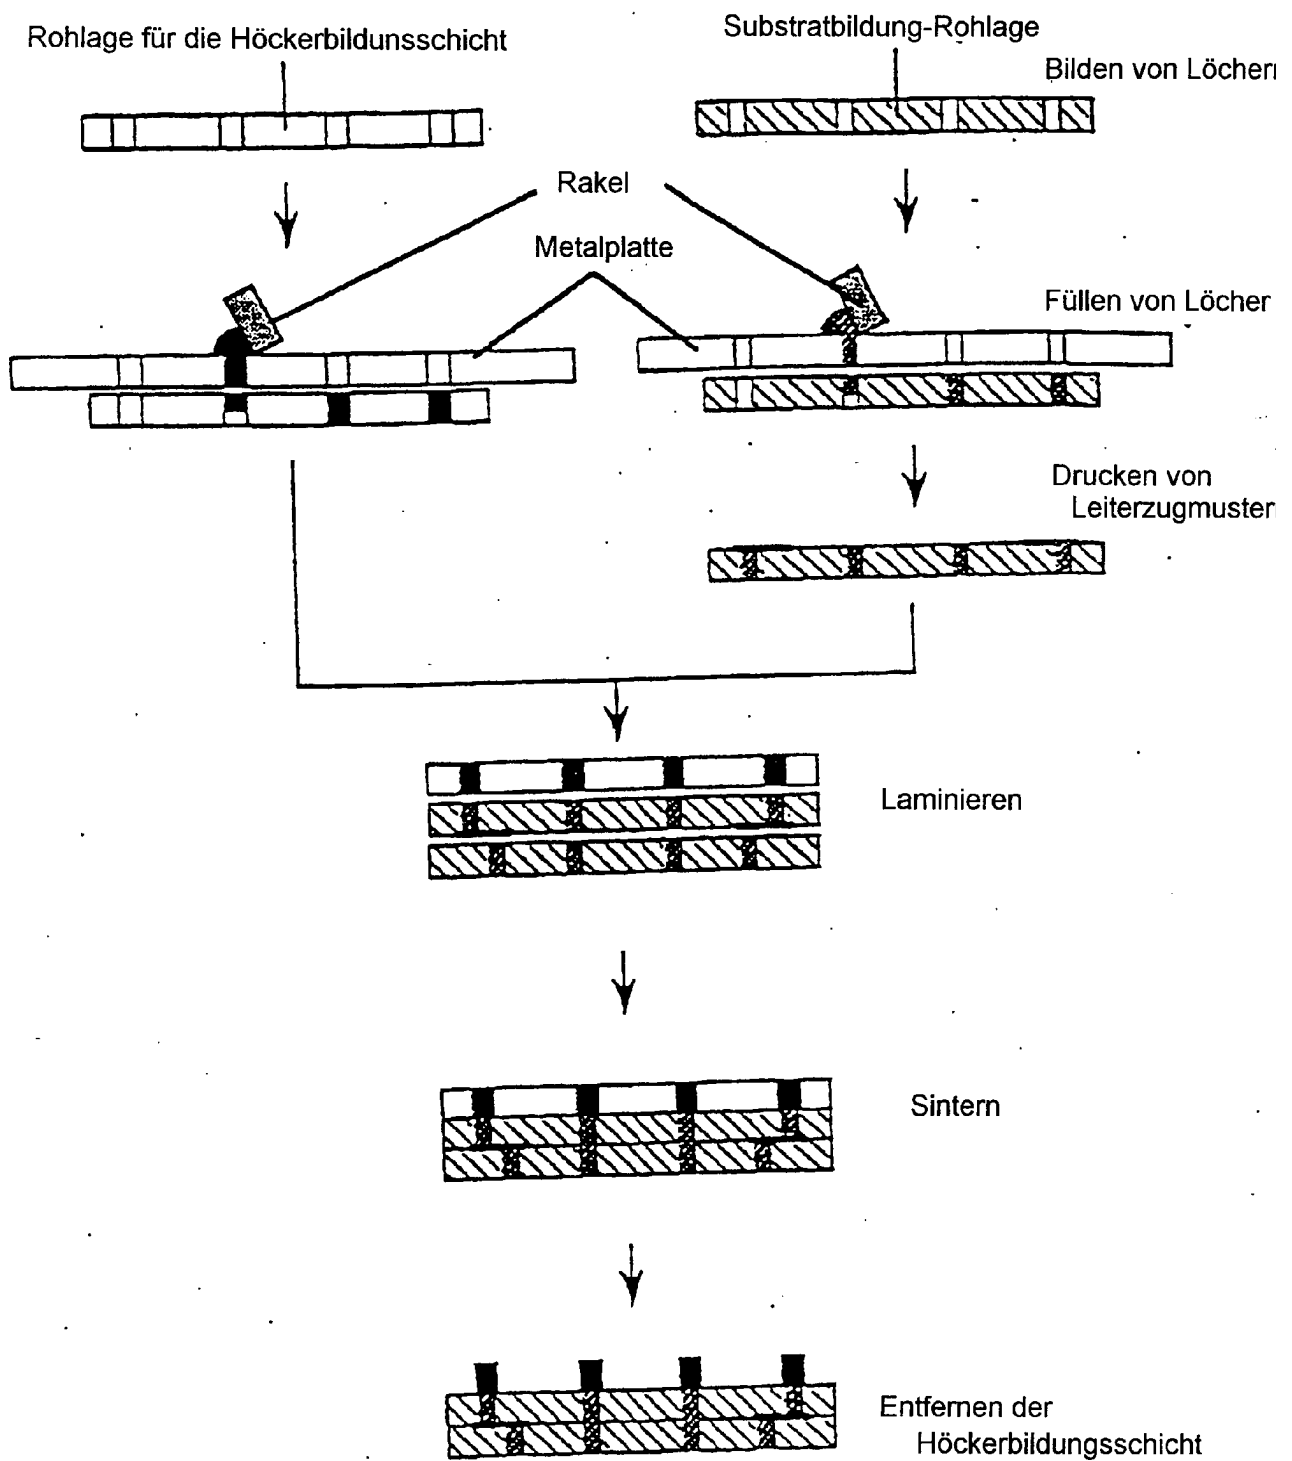 Rohlage für die Höckerbildunsschicht
Substratbildung-Rohlage
Bilden von Löcher
Rakel
Metalplatte
Füllen von Löcher
Drucken von
Leiterzugmuster
Laminieren
Sintern
Entfernen der
Höckerbildungsschicht